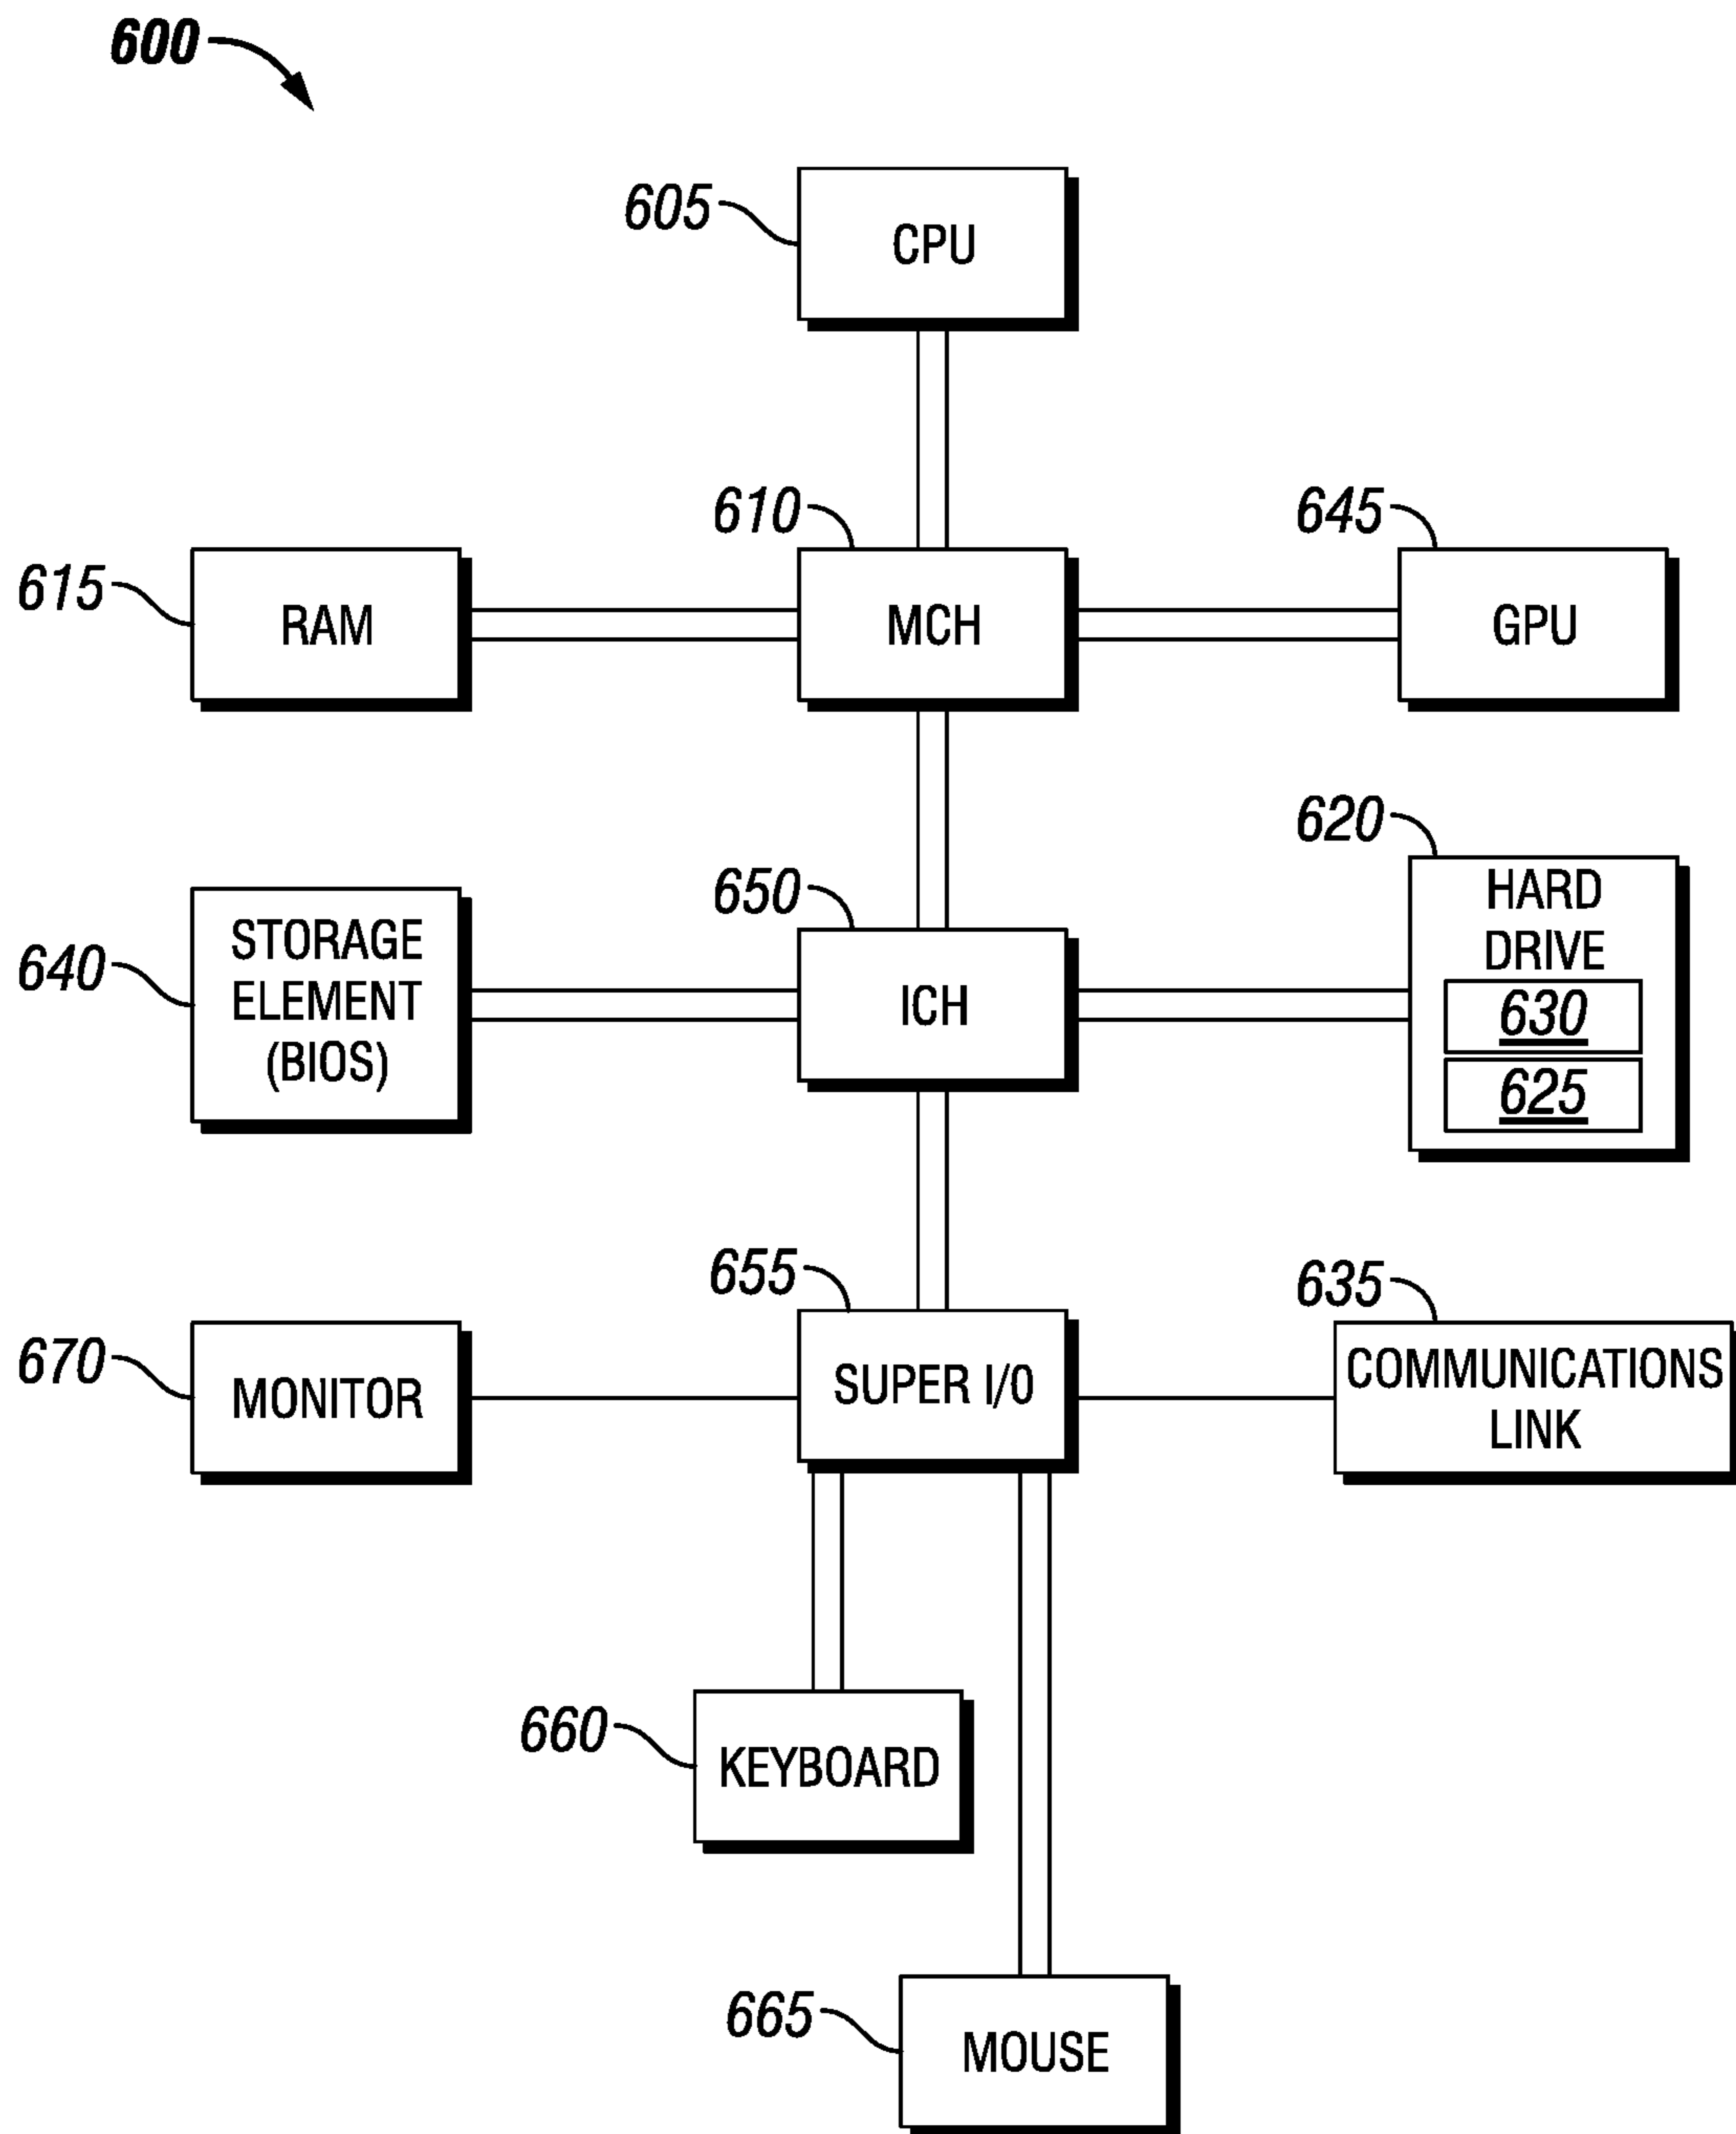 600
605
CPU
610
645
615
RAM
MCH
GPU
620
650
HARD
DRIVE
640
STORAGE
ELEMENT
(BIOS)
ICH
630
625
655
635
670
MONITOR
SUPER I/O
COMMUNICATIONS
LINK
660
KEYBOARD
665
MOUSE